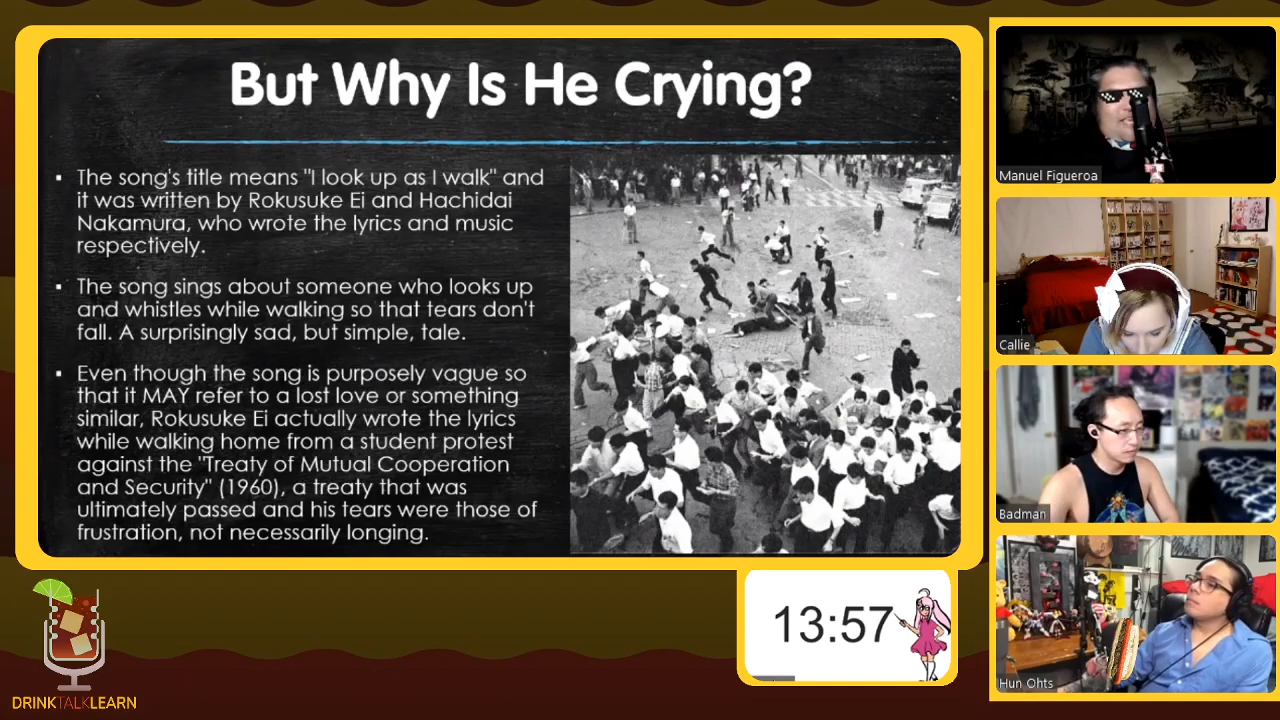 But Why Is He Crying?
▪ The song's title means "I look up as I walk" and
it was written by Rokusuke Ei and Hachidai
Nakamura, who wrote the lyrics and music
respectively.
▪ The song sings about someone who looks up
and whistles while walking so that tears don't
fall. A surprisingly sad, but simple, tale.
▪ Even though the song is purposely vague so
that it MAY refer to a lost love or something
similar, Rokusuke Ei actually wrote the lyrics
while walking home from a student protest
against the "Treaty of Mutual Cooperation
and Security" (1960), a treaty that was
ultimately passed and his tears were those of
frustration, not necessarily longing.
Manuel Figueroa
Callie
Badman
Hun Ohts
13:57
DRINKTALKLEARN